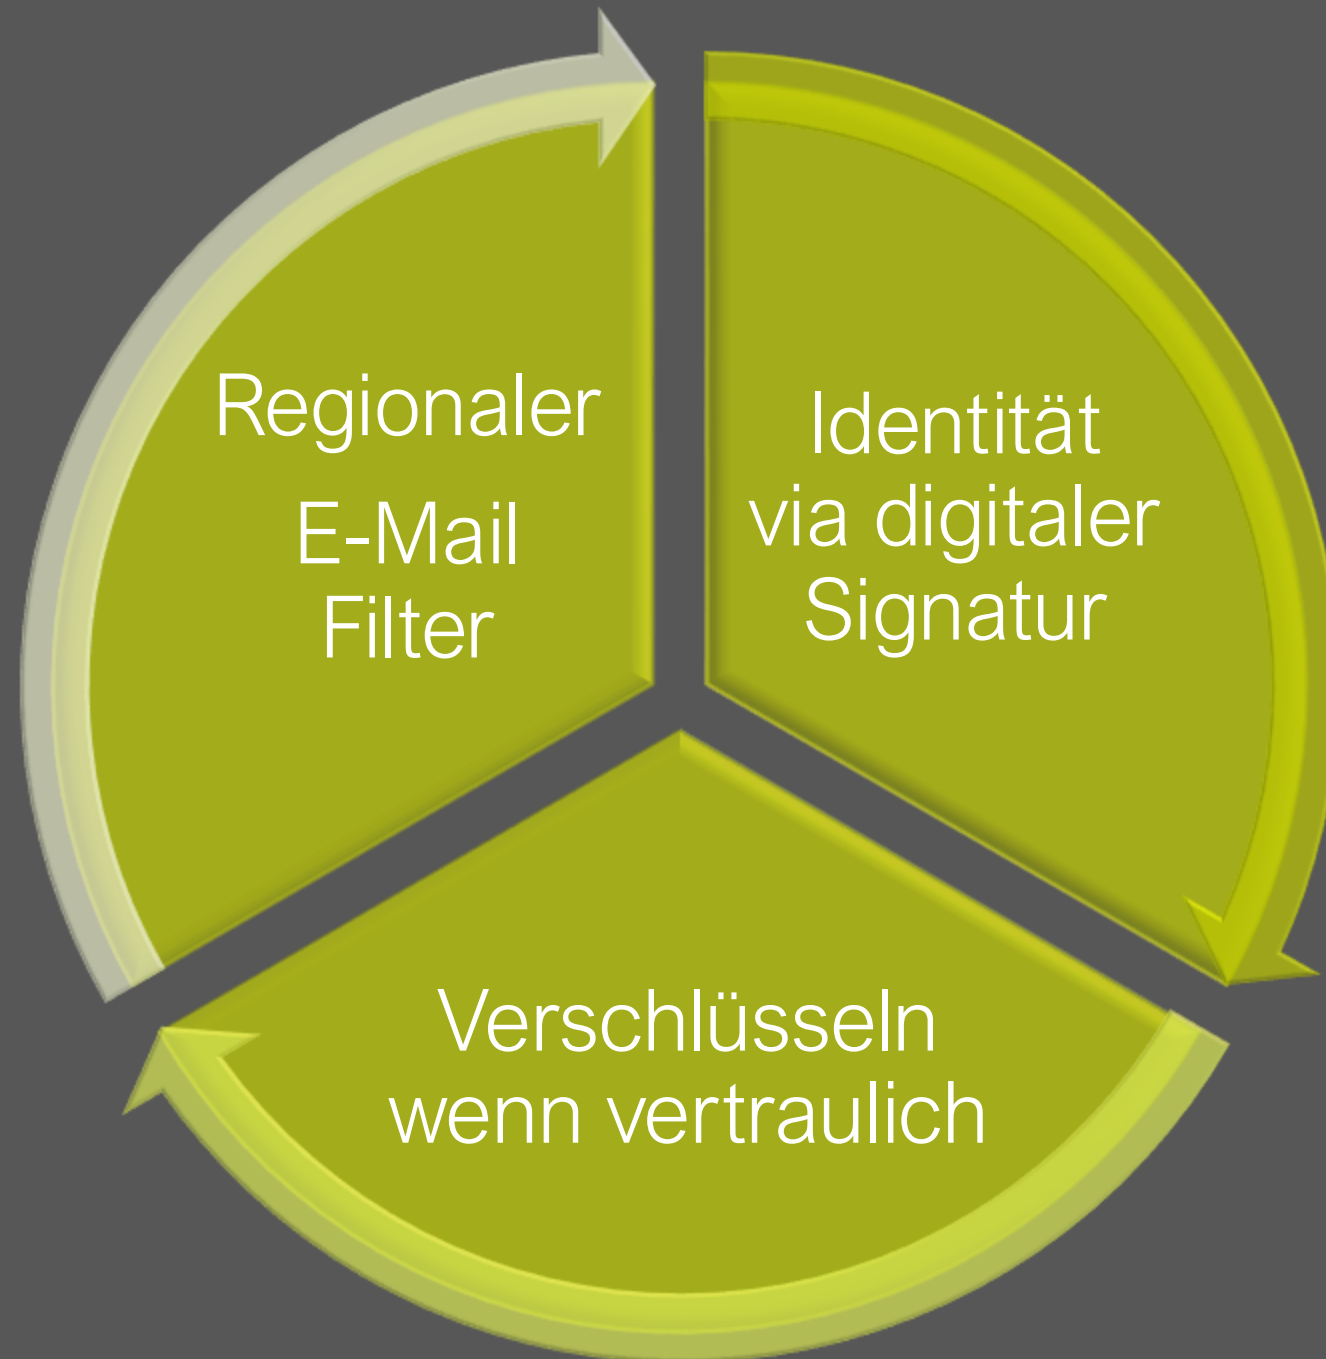 Regionaler
E-Mail
Filter
Identität
via digitaler
Signatur
Verschlüsseln
wenn vertraulich